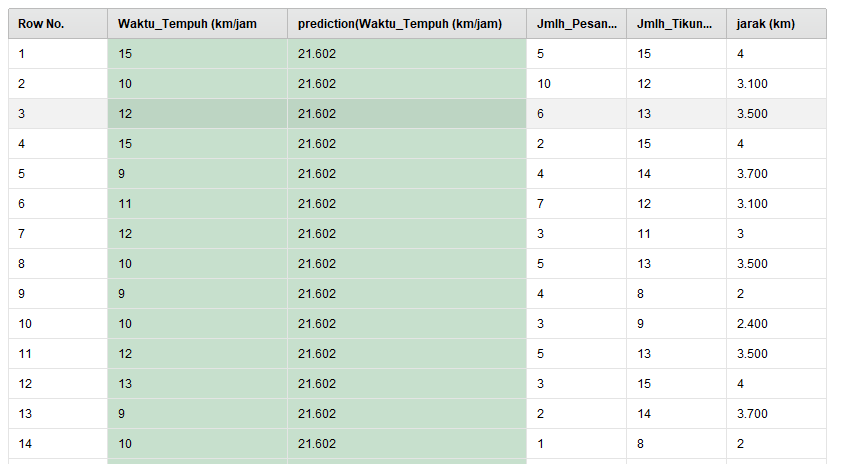 Row No. Waktu_Tempuh (km/jam prediction(Waktu_Tempuh (km/jam) Jmlh_Pesan... Jmlh_Tikun... jarak (km)
1 15 21.602 5 15 4
2 10 21.602 10 12 3.100
3 12 21.602 6 13 3.500
4 15 21.602 2 15 4
5 9 21.602 4 14 3.700
6 11 21.602 7 12 3.100
7 12 21.602 3 11 3
8 10 21.602 5 13 3.500
9 9 21.602 4 8 2
10 10 21.602 3 9 2.400
11 12 21.602 5 13 3.500
12 13 21.602 3 15 4
13 9 21.602 2 14 3.700
14 10 21.602 1 8 2